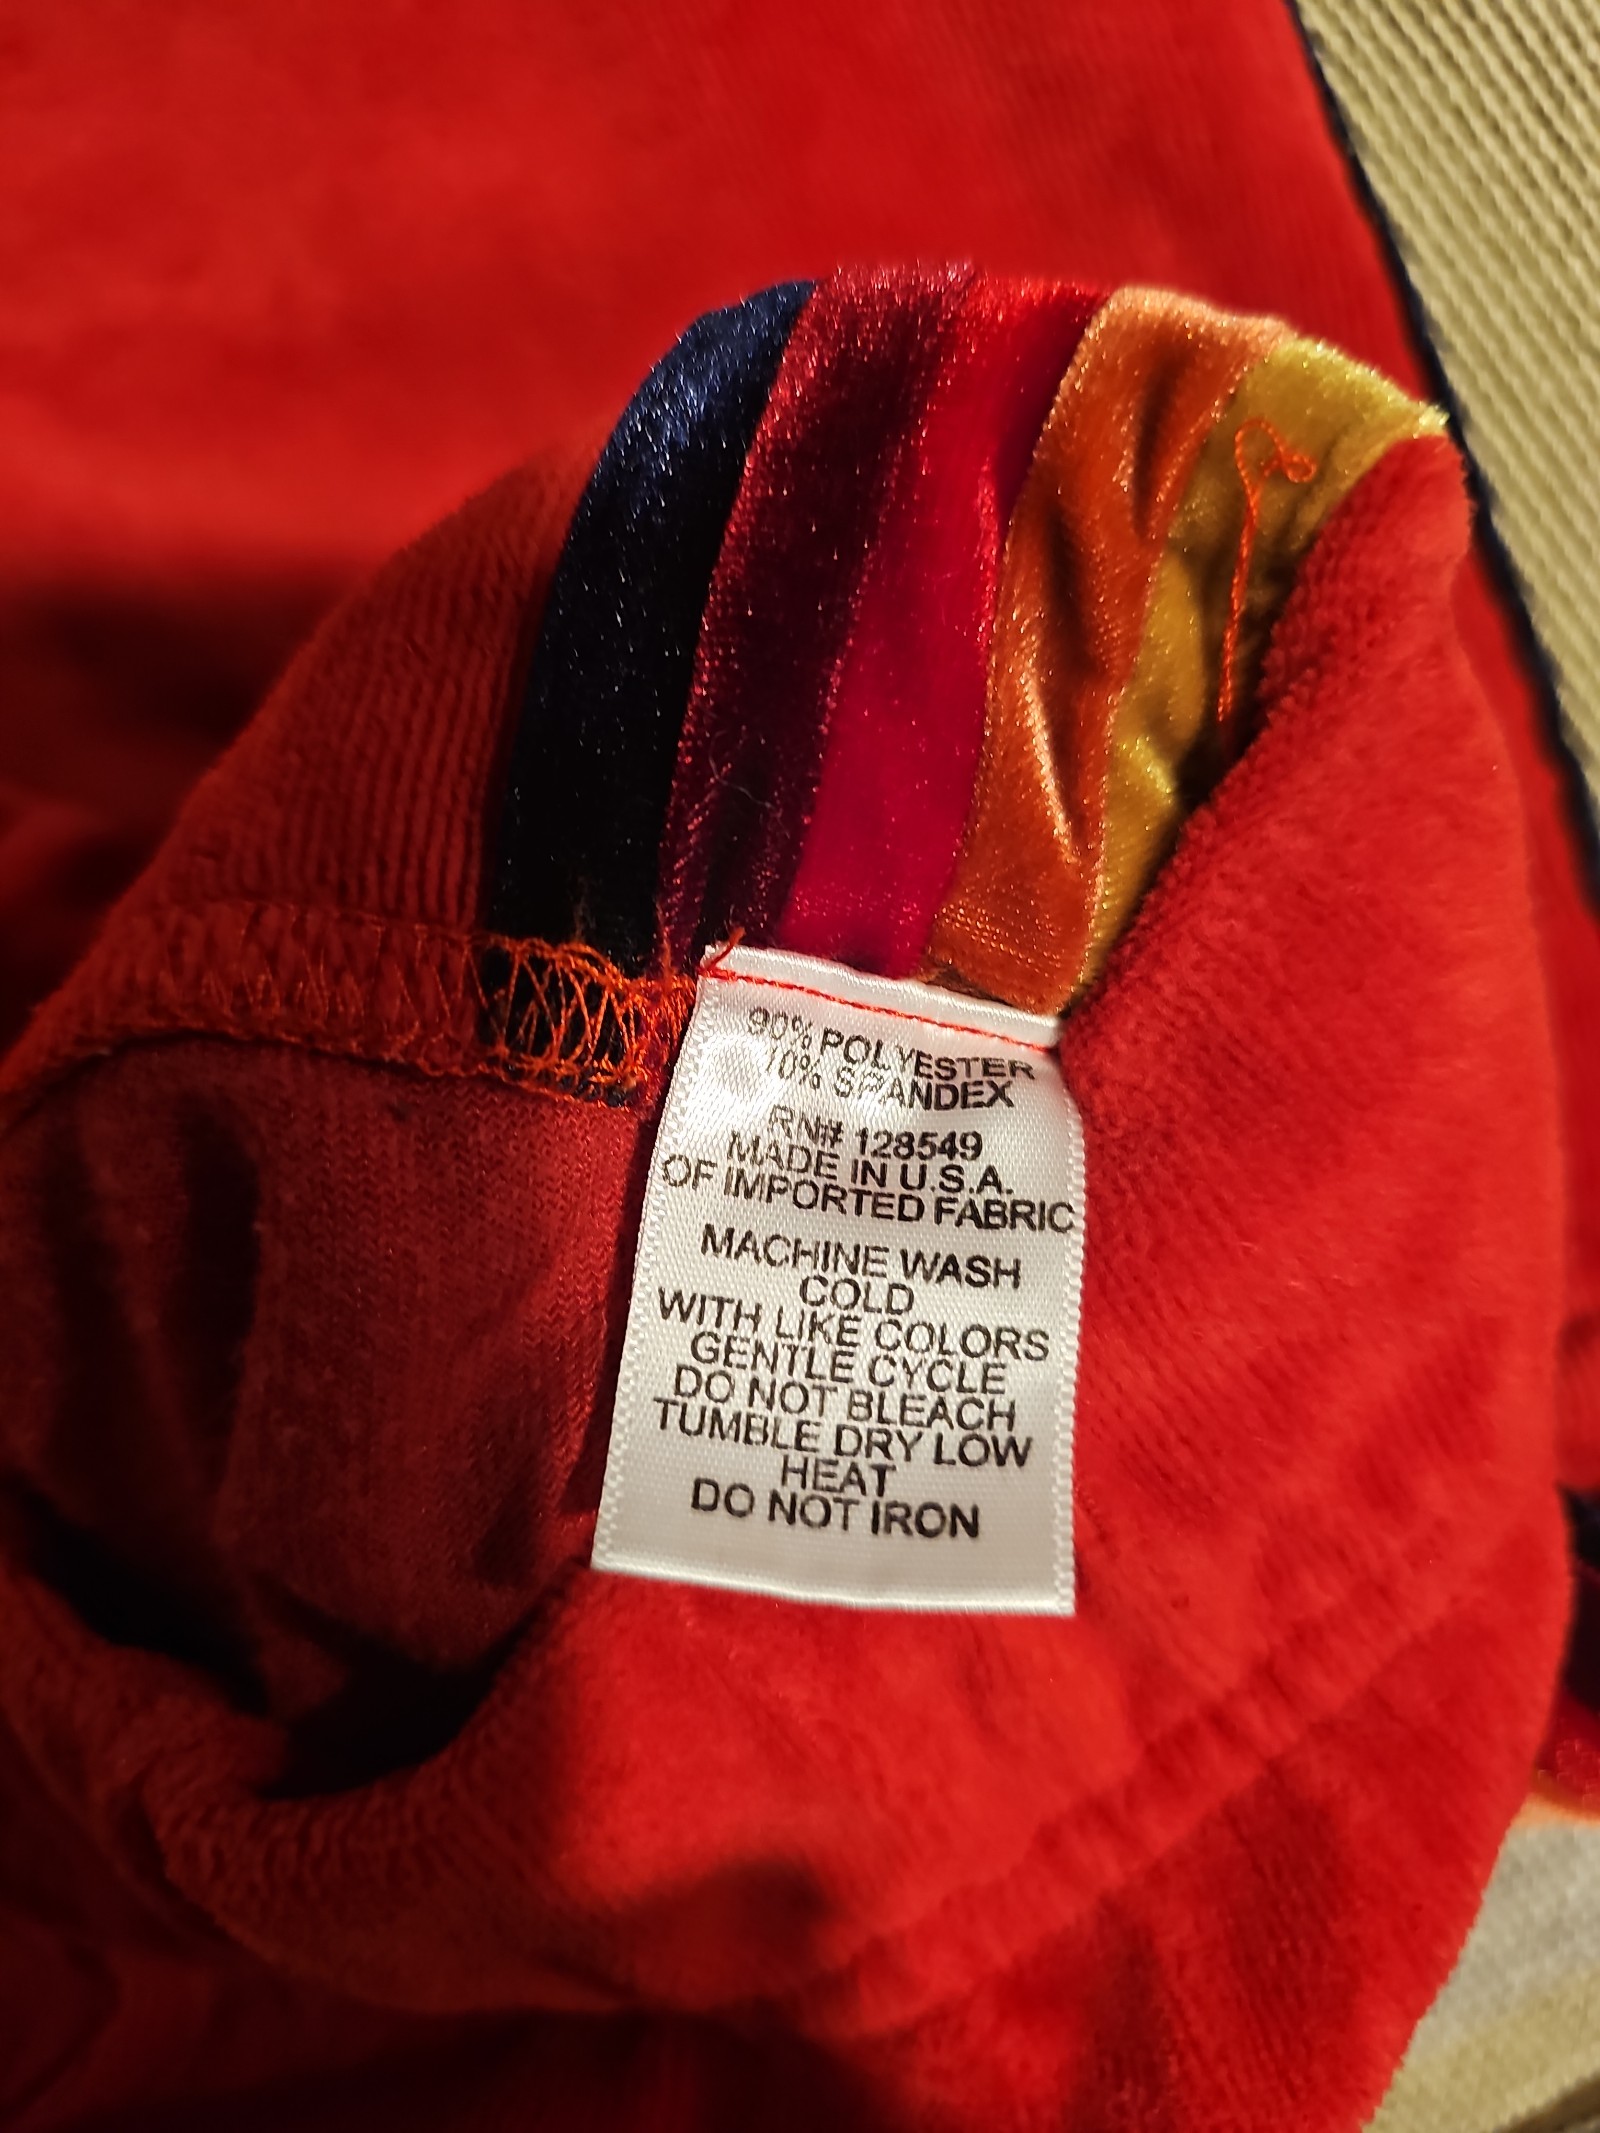 90% POLYESTER
10% SPANDEX
RN# 128549
MADE IN U.S.A.
OF IMPORTED FABRIC
MACHINE WASH
COLD
WITH LIKE COLORS
GENTLE CYCLE
DO NOT BLEACH
TUMBLE DRY LOW
HEAT
DO NOT IRON